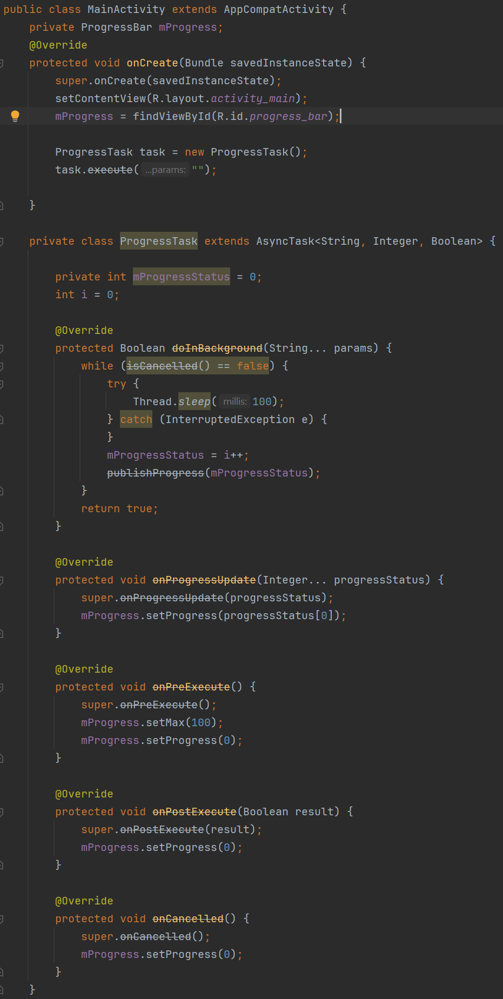 public class MainActivity extends AppCompatActivity {
    private ProgressBar mProgress;
    @Override
    protected void onCreate(Bundle savedInstanceState) {
        super.onCreate(savedInstanceState);
        setContentView(R.layout.activity_main);
        mProgress = findViewById(R.id.progress_bar);
        ProgressTask task = new ProgressTask();
        task.execute( ...params: "");
    }
    private class ProgressTask extends AsyncTask<String, Integer, Boolean> {
        private int mProgressStatus = 0;
        int i = 0;
        @Override
        protected Boolean doInBackground(String... params) {
            while (isCancelled() == false) {
                try {
                    Thread.sleep( millis: 100);
                } catch (InterruptedException e) {
                }
                mProgressStatus = i++;
                publishProgress(mProgressStatus);
            }
            return true;
        }
        @Override
        protected void onProgressUpdate(Integer... progressStatus) {
            super.onProgressUpdate(progressStatus);
            mProgress.setProgress(progressStatus[0]);
        }
        @Override
        protected void onPreExecute() {
            super.onPreExecute();
            mProgress.setMax(100);
            mProgress.setProgress(0);
        }
        @Override
        protected void onPostExecute(Boolean result) {
            super.onPostExecute(result);
            mProgress.setProgress(0);
        }
        @Override
        protected void onCancelled() {
            super.onCancelled();
            mProgress.setProgress(0);
        }
    }